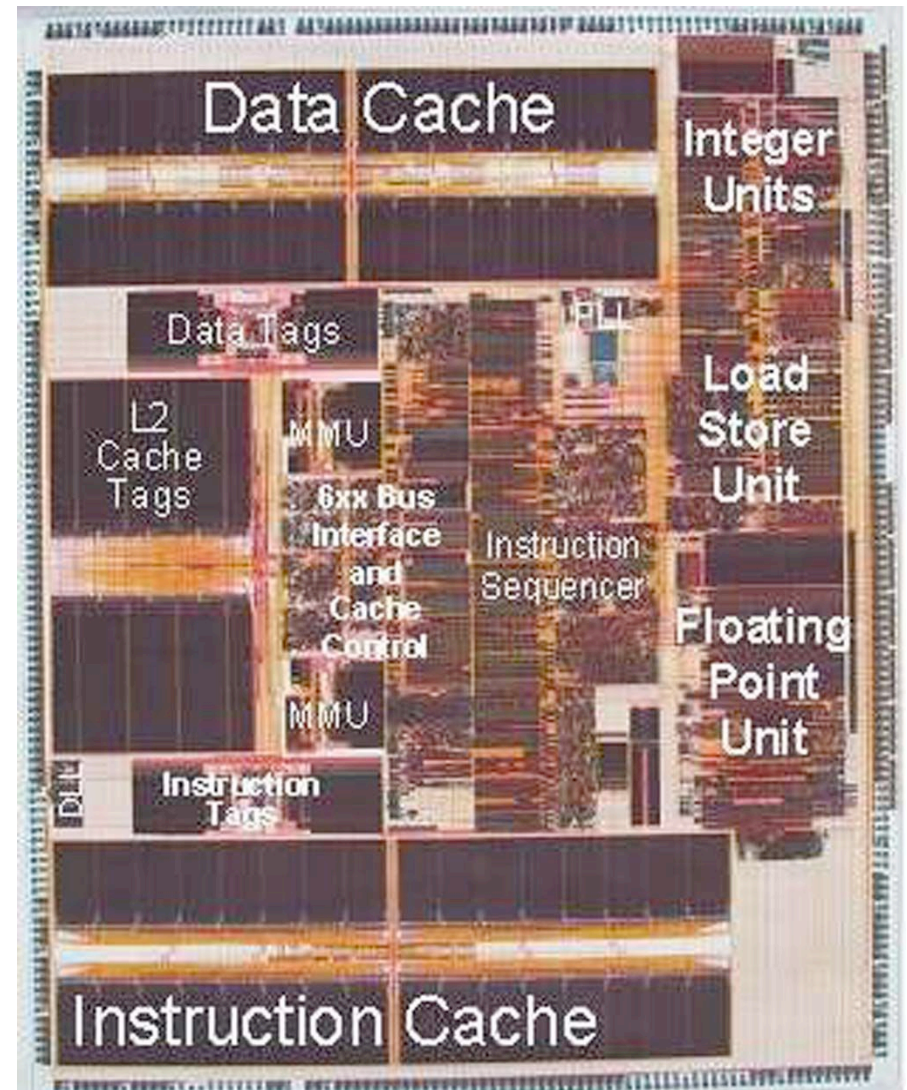 Data Cache
Integer
Units
Data Tags
L2
Cache
Tags
MMU
Load
Store
Unit
6xx Bus
Interface
and
Cache
Control
Instruction
Sequencer
Floating
Point
Unit
MMU
DLL
Instruction
Tags
Instruction Cache